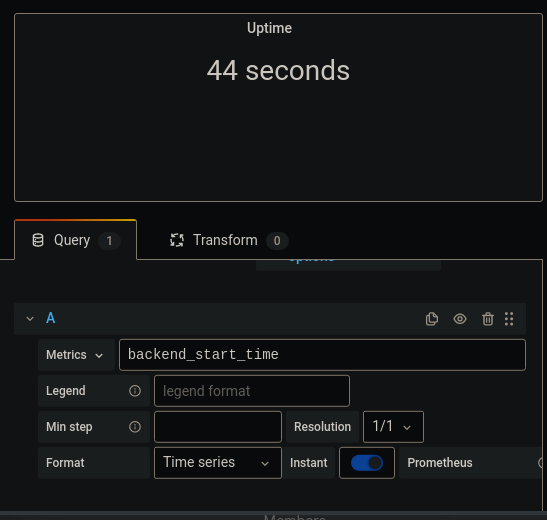 Uptime
44 seconds
Query 1 Transform 0
A
Metrics backend_start_time
Legend legend format
Min step Resolution 1/1
Format Time series Instant Prometheus